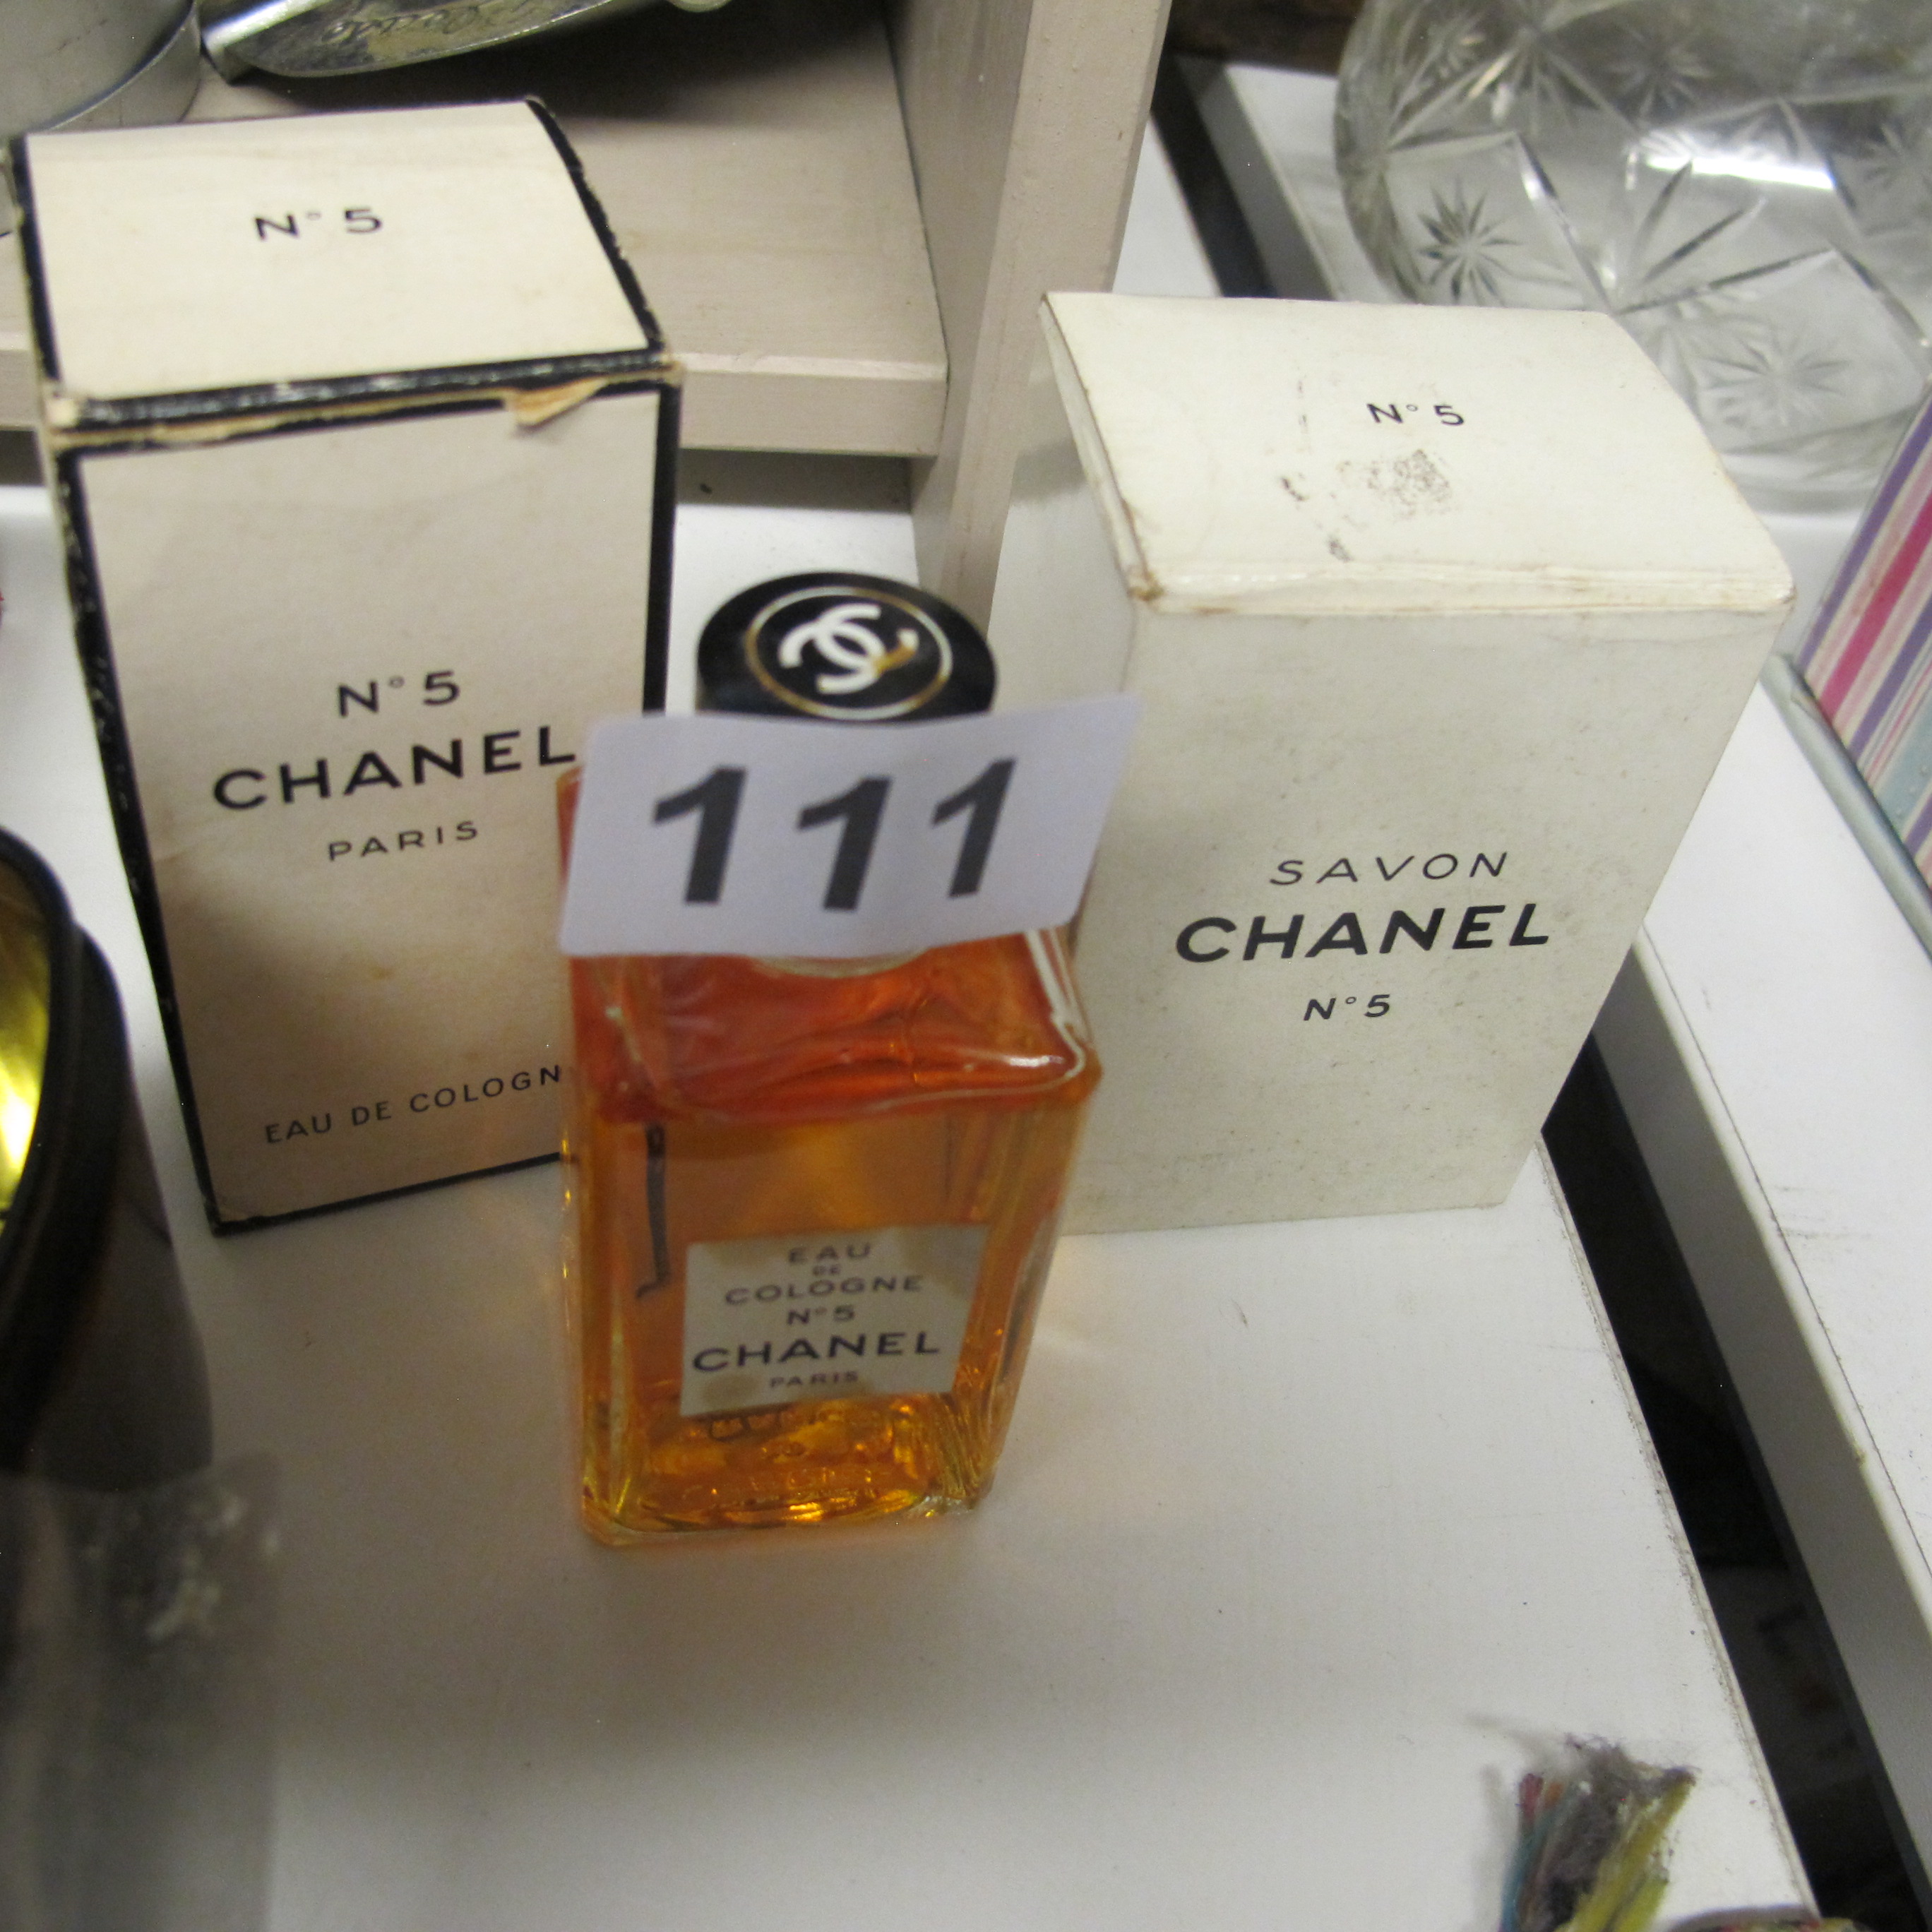 N° 5
N° 5
CHANEL
PARIS
EAU DE COLOGN
111
EAU
DE
COLOGNE
N° 5
CHANEL
PARIS
N° 5
SAVON
CHANEL
N° 5